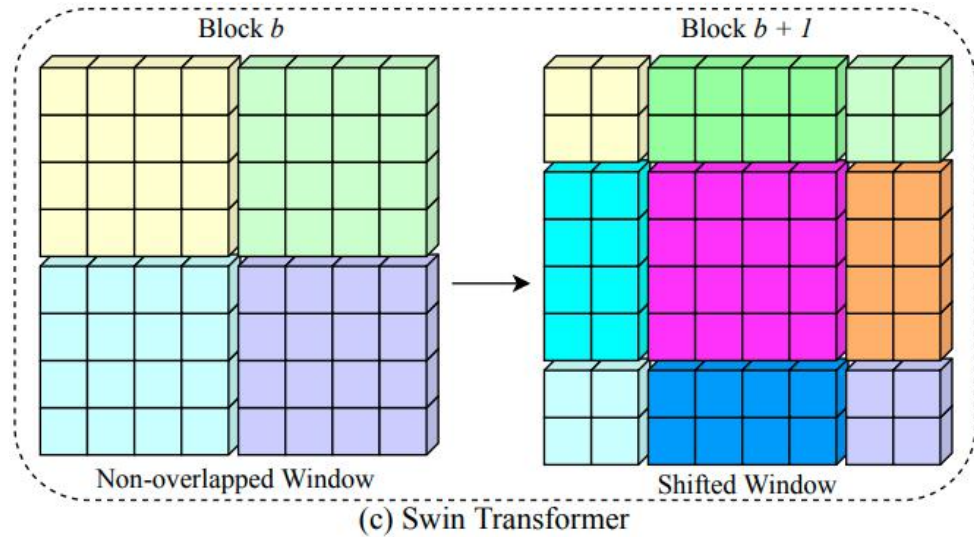 Block b
Block b + 1
Non-overlapped Window
Shifted Window
(c) Swin Transformer